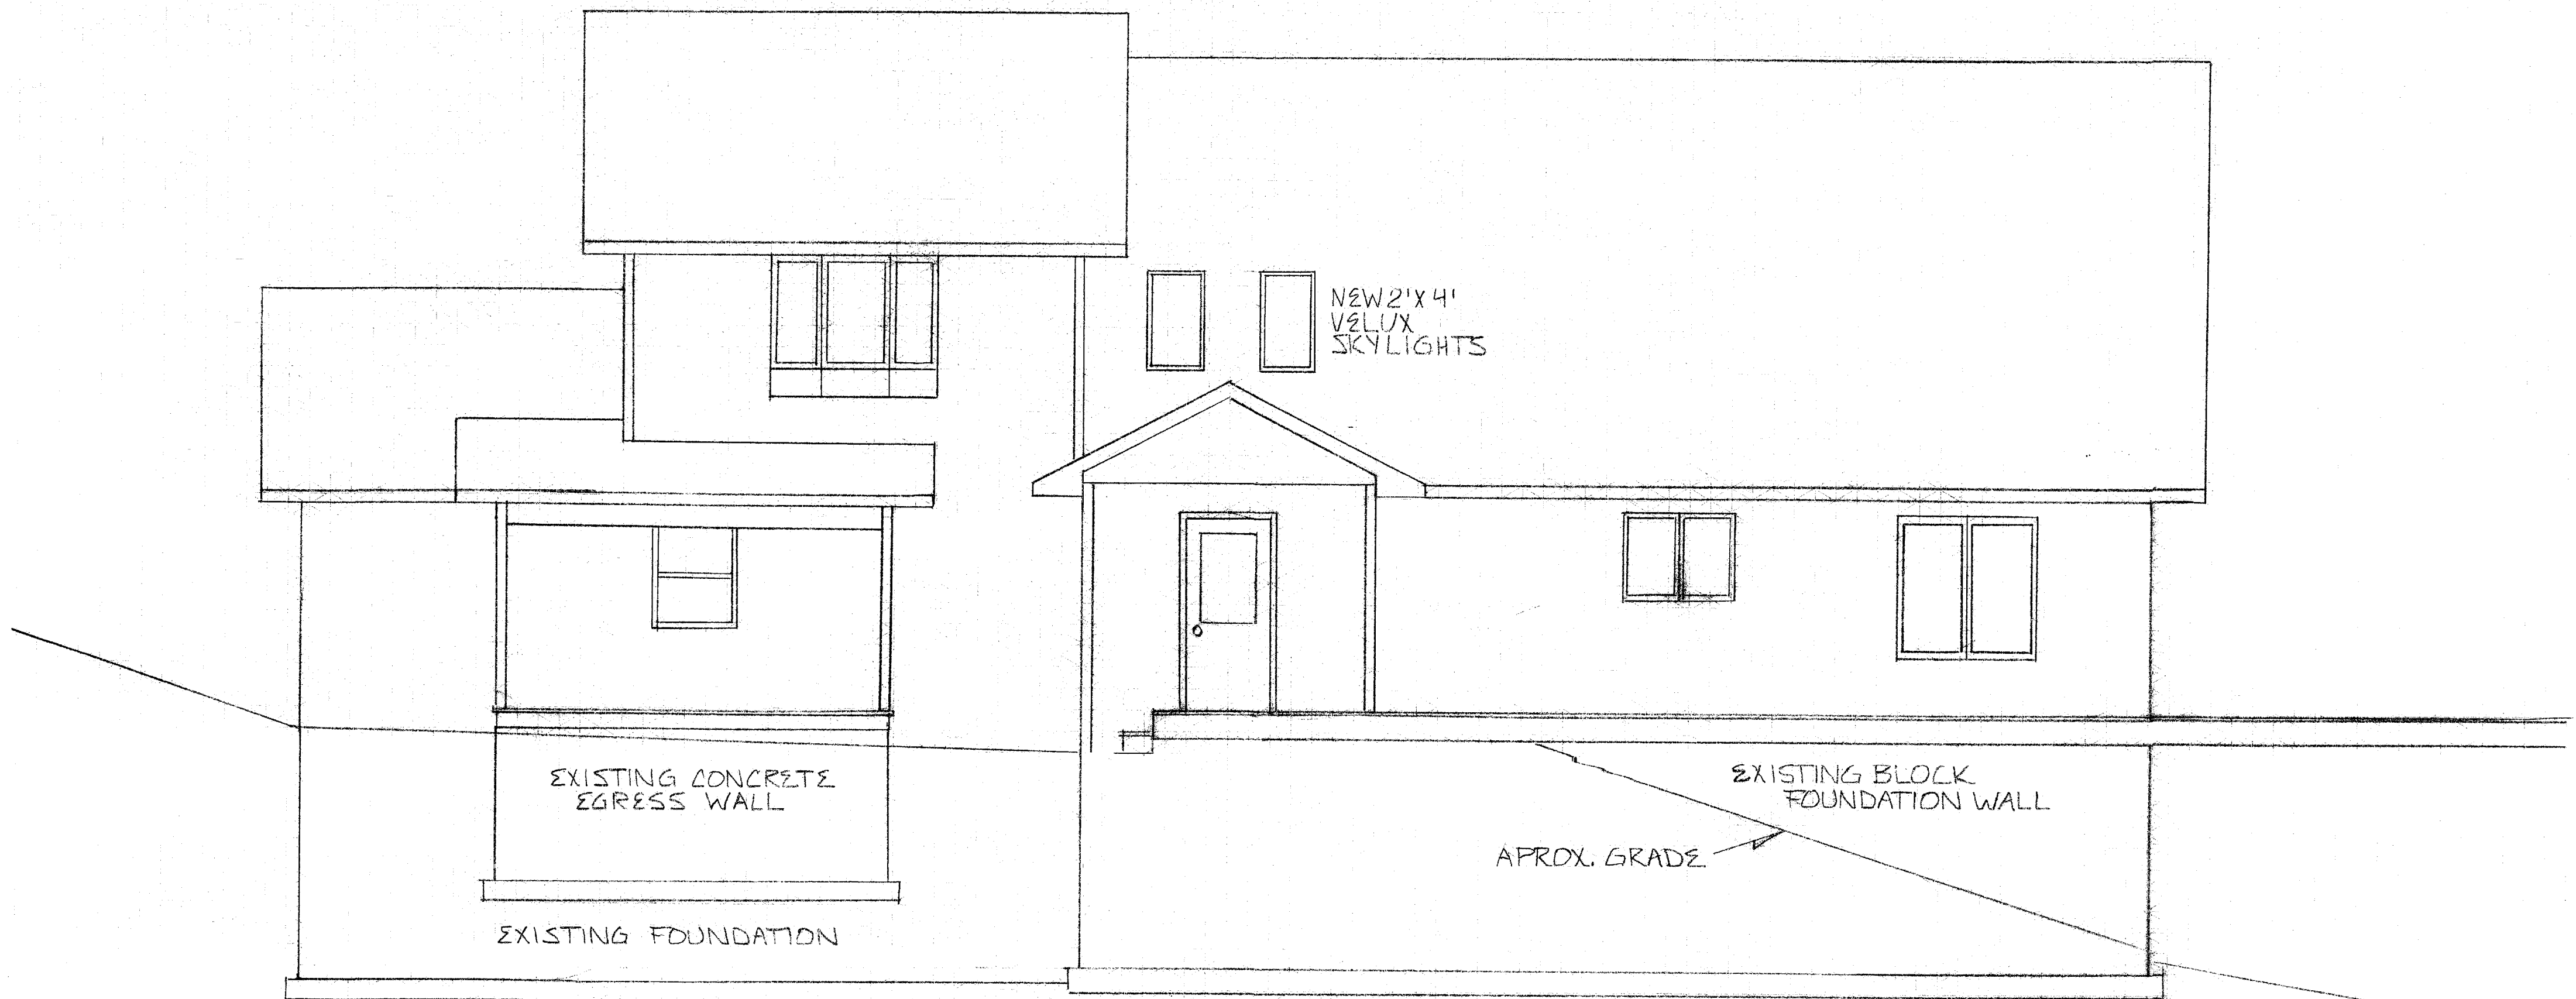 NEW 2'X 4'
VELUX
SKYLIGHTS
EXISTING CONCRETE
EGRESS WALL
EXISTING BLOCK
FOUNDATION WALL
APROX. GRADE
EXISTING FOUNDATION